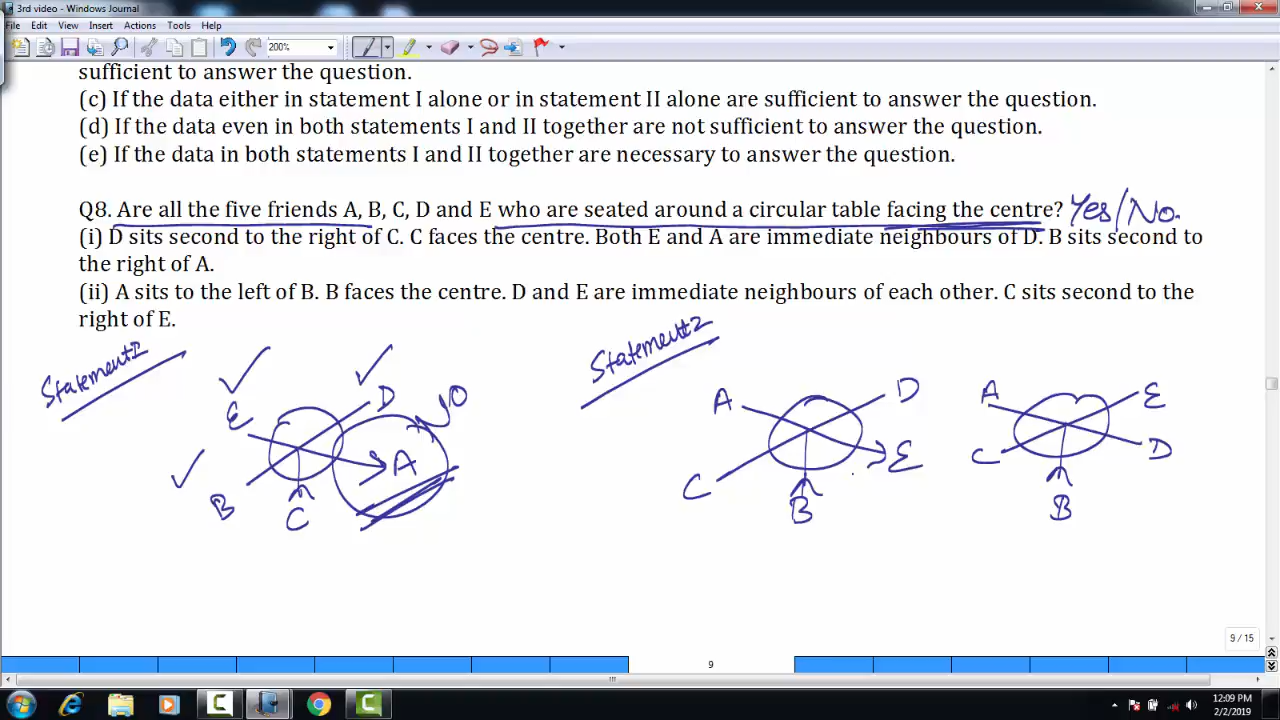 3rd video - Windows Journal
File Edit View Insert Actions Tools Help
200%
sufficient to answer the question.
(c) If the data either in statement I alone or in statement II alone are sufficient to answer the question.
(d) If the data even in both statements I and II together are not sufficient to answer the question.
(e) If the data in both statements I and II together are necessary to answer the question.
Q8. Are all the five friends A, B, C, D and E who are seated around a circular table facing the centre? Yes/No.
(i) D sits second to the right of C. C faces the centre. Both E and A are immediate neighbours of D. B sits second to
the right of A.
(ii) A sits to the left of B. B faces the centre. D and E are immediate neighbours of each other. C sits second to the
right of E.
Statement1
Statement2
E D NO
A
B
C
A D
E
C
B
A E
C D
B
9 / 15
9
12:09 PM
2/2/2019